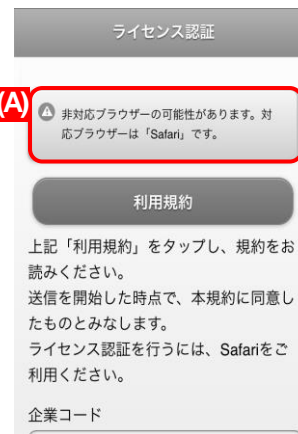 ライセンス認証
(A)
非対応ブラウザーの可能性があります。対
応ブラウザーは「Safari」です。
利用規約
上記「利用規約」をタップし、規約をお
読みください。
送信を開始した時点で、本規約に同意し
たものとみなします。
ライセンス認証を行うには、Safariをご
利用ください。
企業コード